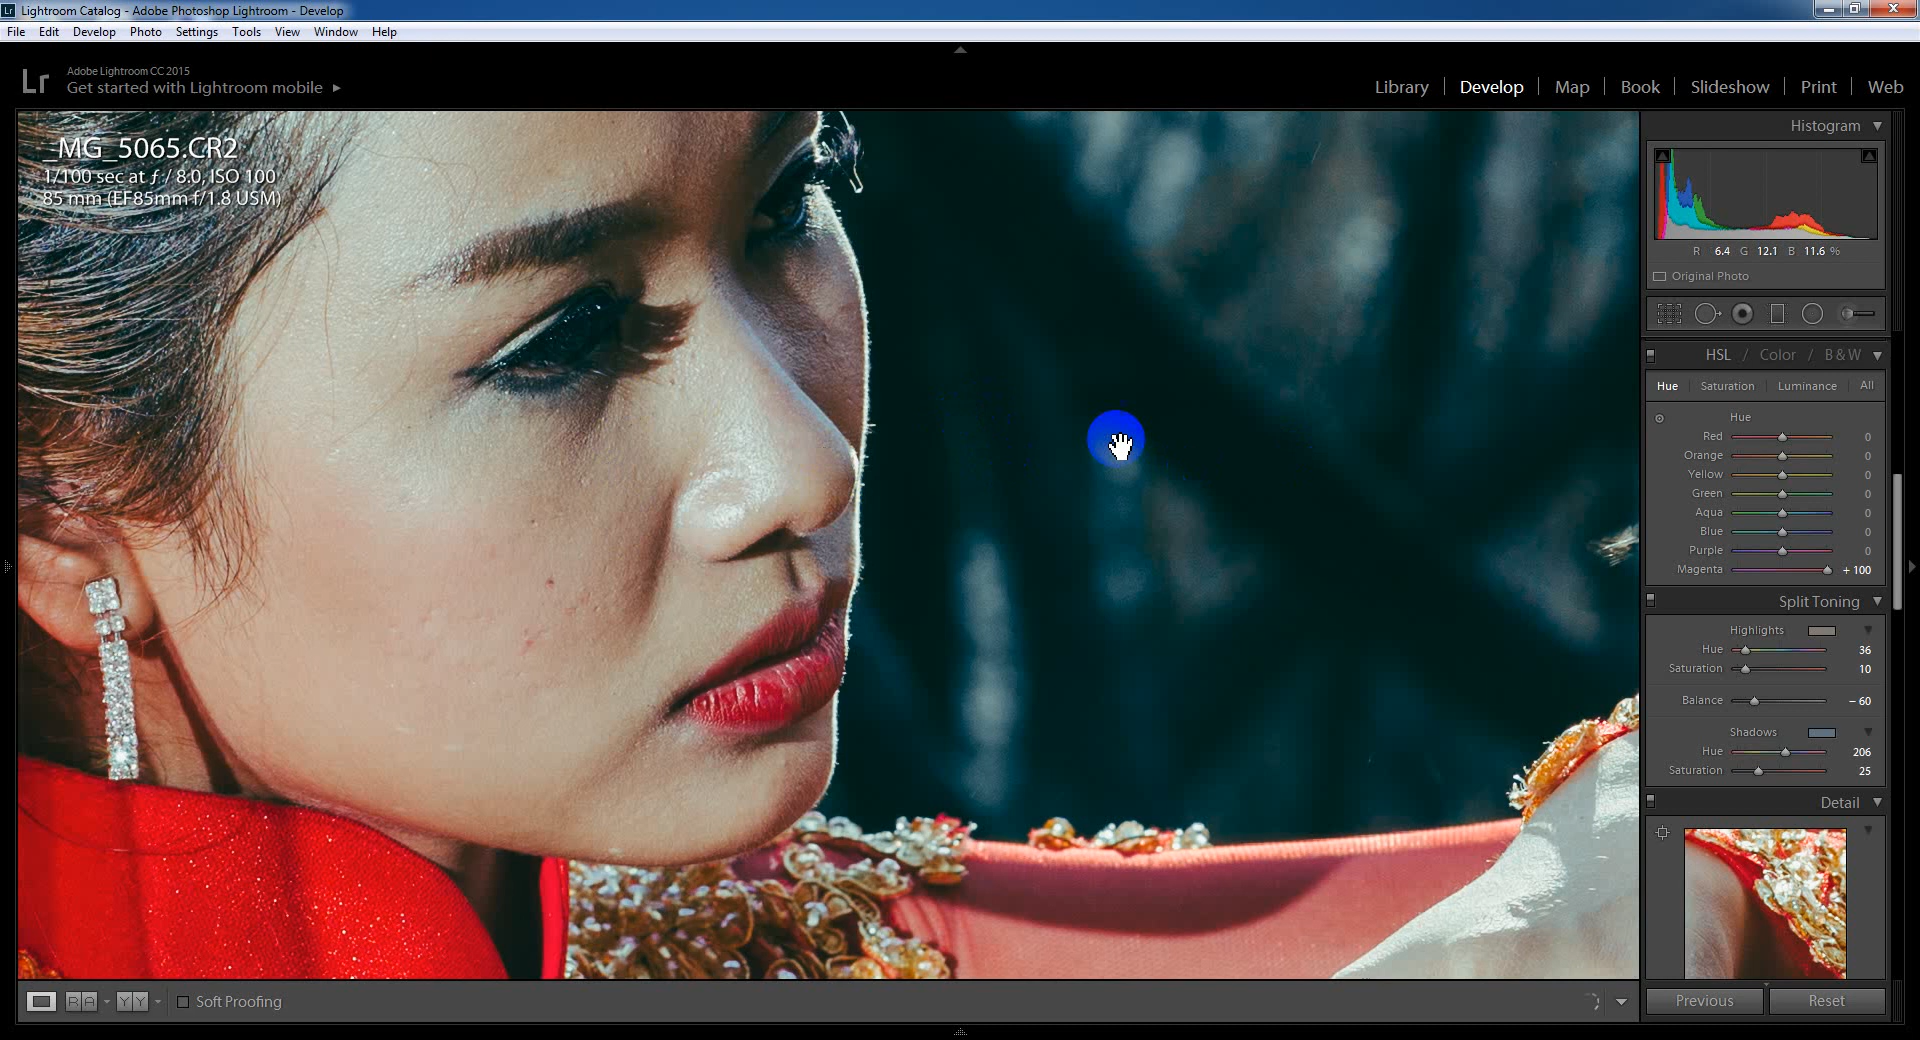 Lightroom Catalog - Adobe Photoshop Lightroom - Develop
File Edit Develop Photo Settings Tools View Window Help
Lr
Adobe Lightroom CC 2015
Get started with Lightroom mobile
Library Develop Map Book Slideshow Print Web
_MG_5065.CR2
1/100 sec at ƒ / 8.0, ISO 100
85 mm (EF85mm f/1.8 USM)
Histogram
R 6.4 G 12.1 B 11.6 %
Original Photo
HSL / Color / B & W
Hue Saturation Luminance All
Hue
Red 0
Orange 0
Yellow 0
Green 0
Aqua 0
Blue 0
Purple 0
Magenta + 100
Split Toning
Highlights
Hue 36
Saturation 10
Balance – 60
Shadows
Hue 206
Saturation 25
Detail
R A Y Y Soft Proofing
Previous Reset